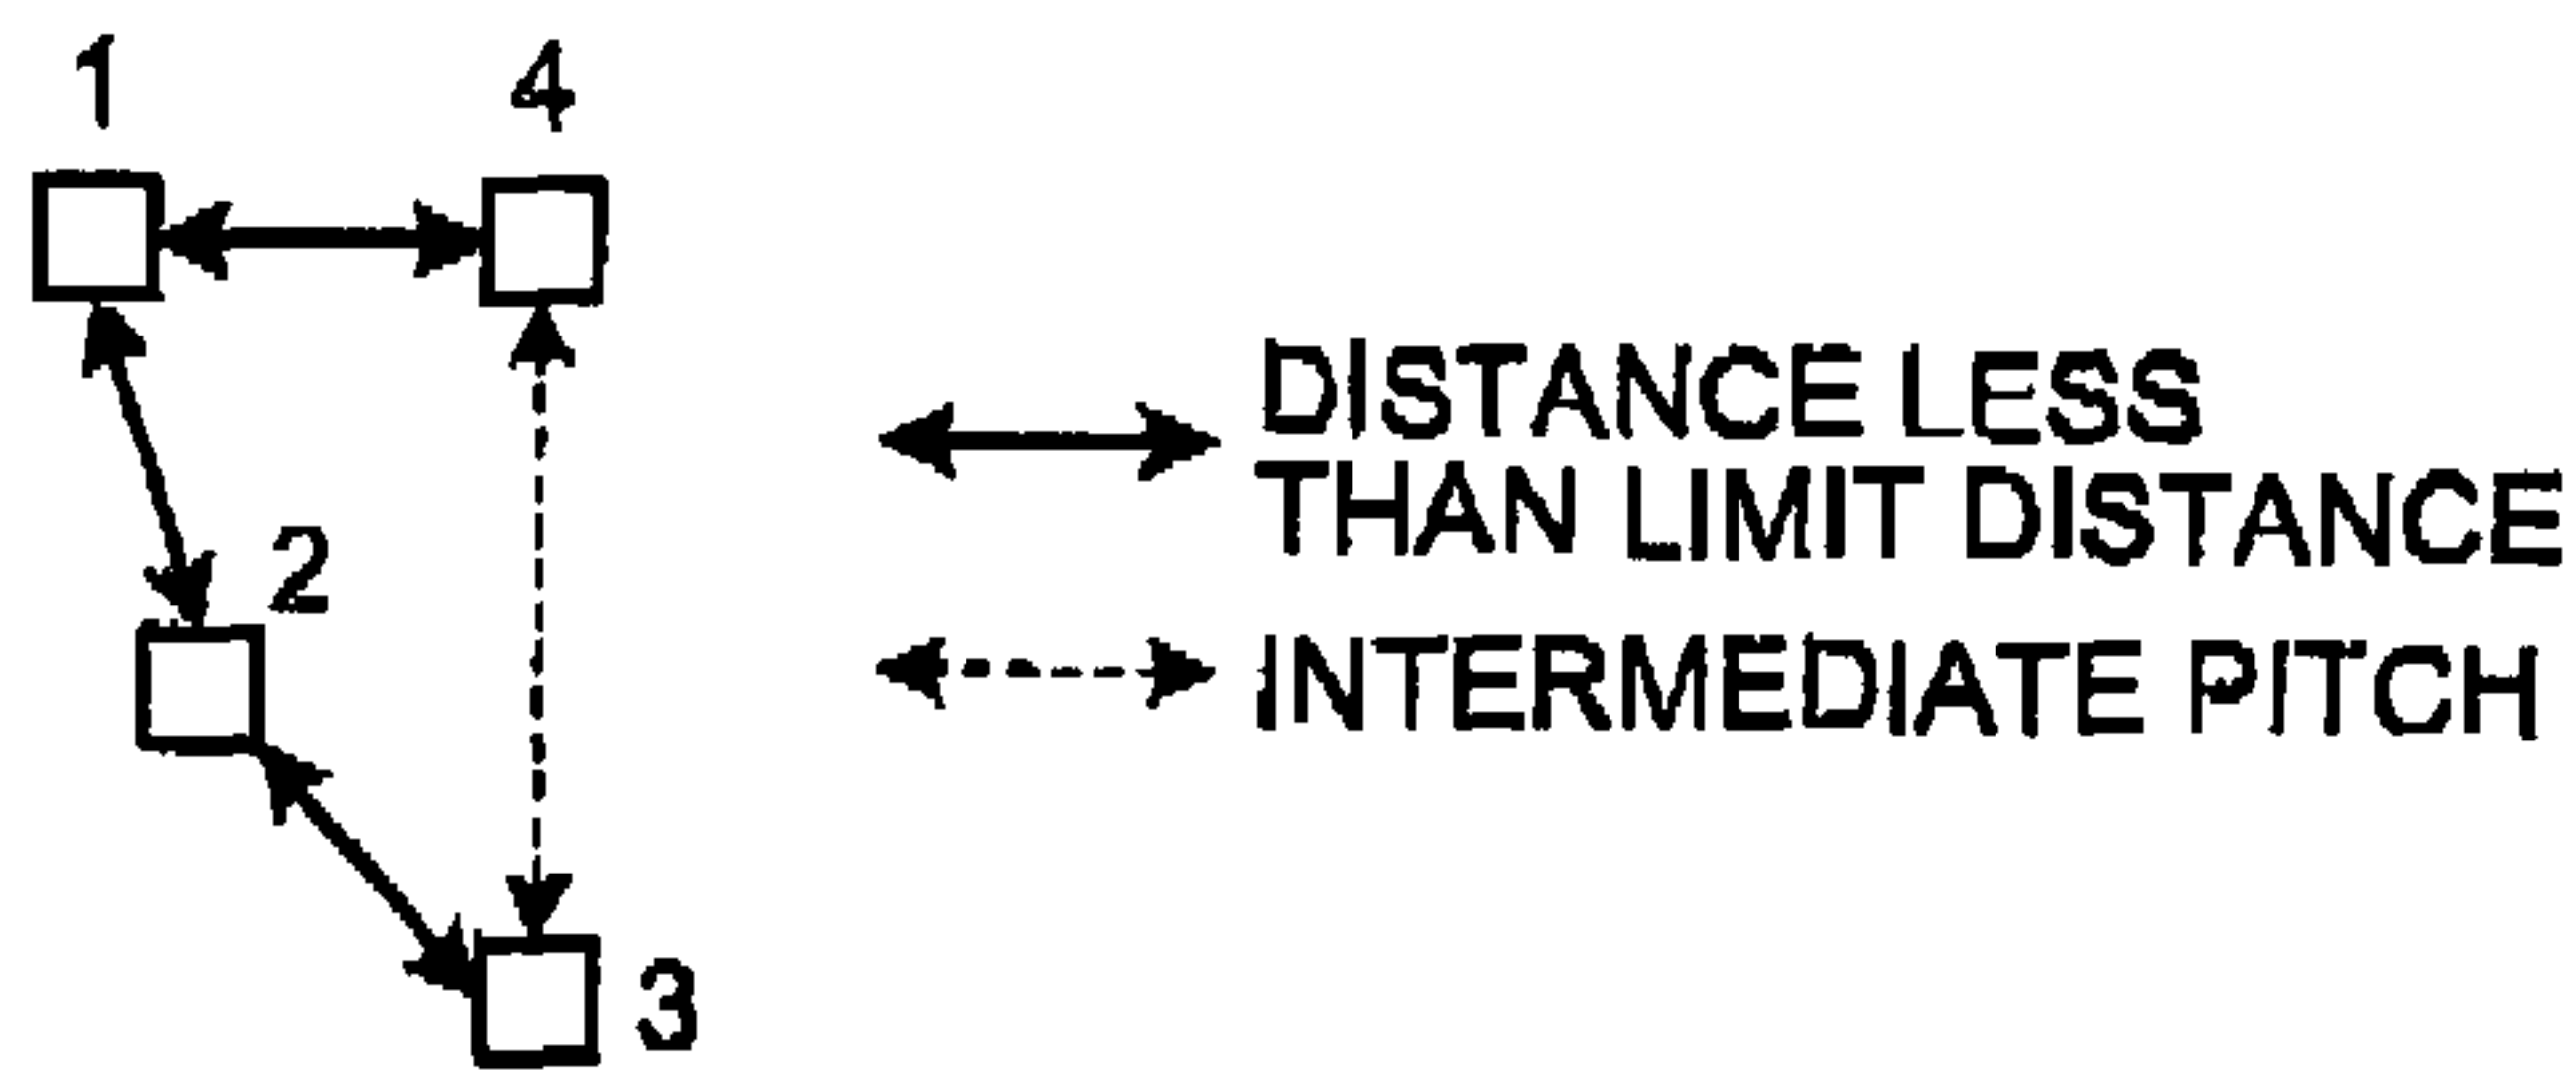 1
4
2
3
DISTANCE LESS
THAN LIMIT DISTANCE
INTERMEDIATE PITCH